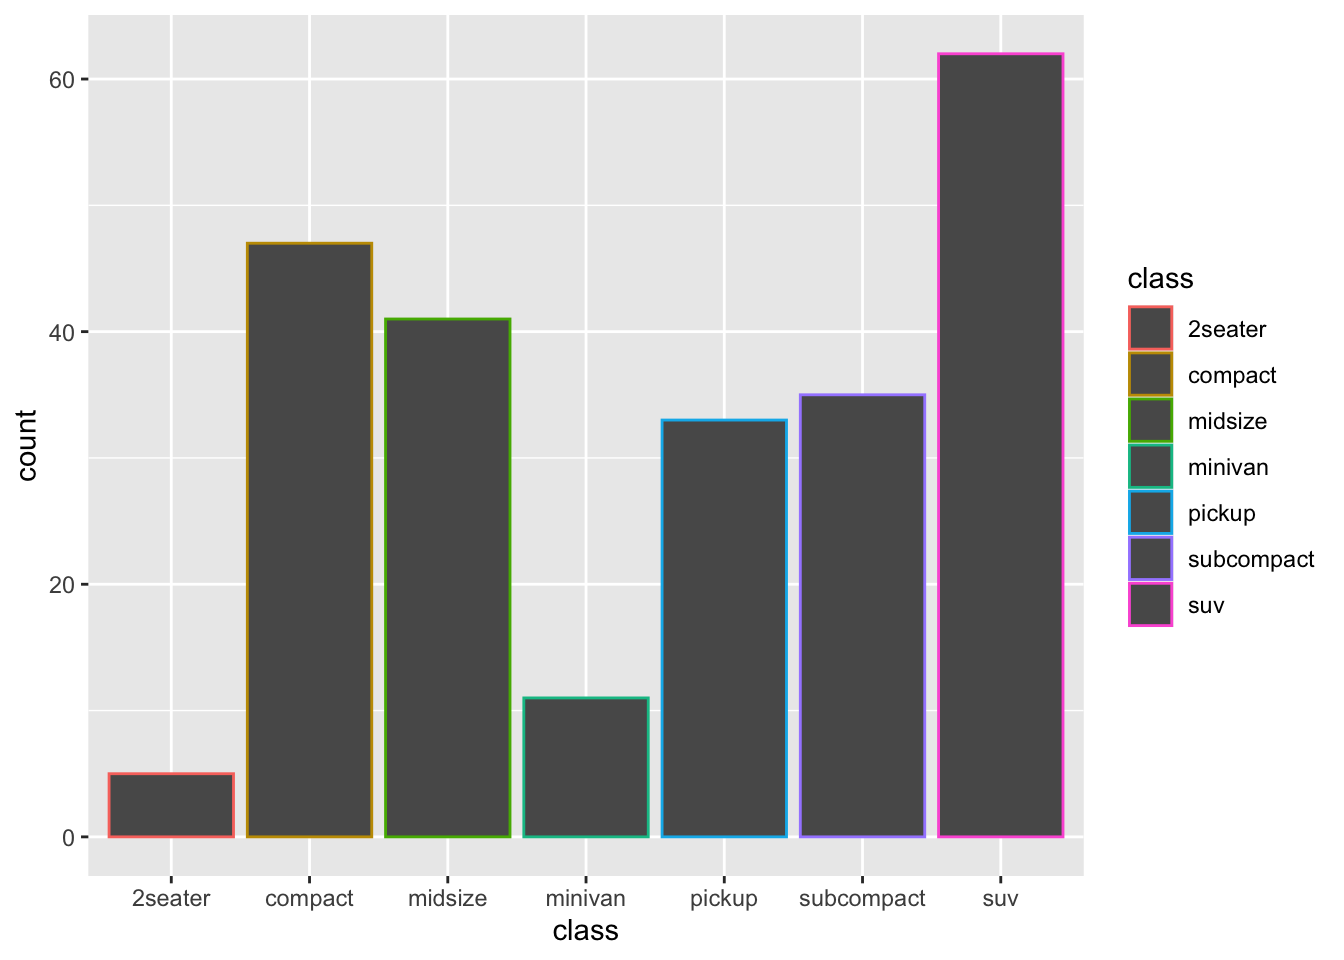 60
40
20
0
count
2seater compact midsize minivan pickup subcompact suv
class
class
2seater
compact
midsize
minivan
pickup
subcompact
suv